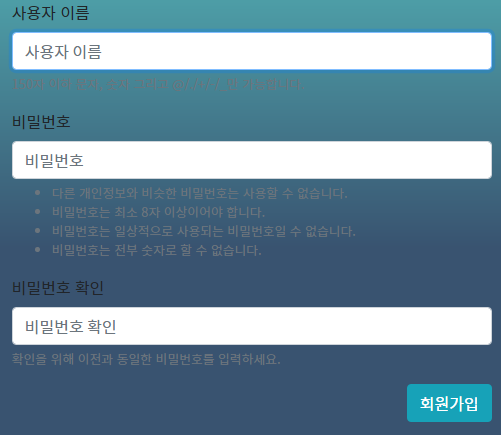 사용자 이름
사용자 이름
비밀번호
비밀번호
다른 개인정보와 비슷한 비밀번호는 사용할 수 없습니다.
비밀번호는 최소 8자 이상이어야 합니다.
비밀번호는 일상적으로 사용되는 비밀번호일 수 없습니다.
비밀번호는 전부 숫자로 할 수 없습니다.
비밀번호 확인
비밀번호 확인
확인을 위해 이전과 동일한 비밀번호를 입력하세요.
회원가입